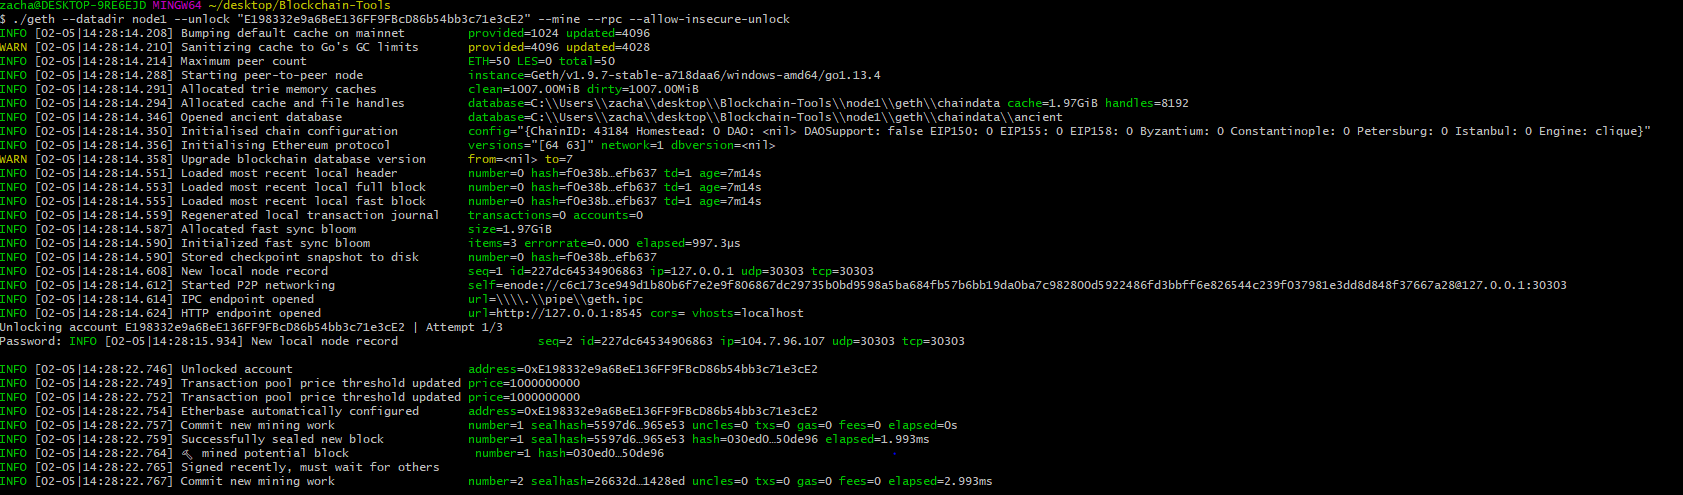 zacha@DESKTOP-9RE6EJD MINGW64 ~/desktop/Blockchain-Tools
$ ./geth --datadir node1 --unlock "E198332e9a6BeE136FF9FBcD86b54bb3c71e3cE2" --mine --rpc --allow-insecure-unlock
INFO [02-05|14:28:14.208] Bumping default cache on mainnet provided=1024 updated=4096
WARN [02-05|14:28:14.210] Sanitizing cache to Go's GC limits provided=4096 updated=4028
INFO [02-05|14:28:14.214] Maximum peer count ETH=50 LES=0 total=50
INFO [02-05|14:28:14.288] Starting peer-to-peer node instance=Geth/v1.9.7-stable-a718daa6/windows-amd64/go1.13.4
INFO [02-05|14:28:14.291] Allocated trie memory caches clean=1007.00MiB dirty=1007.00MiB
INFO [02-05|14:28:14.294] Allocated cache and file handles database=C:\\Users\\zacha\\desktop\\Blockchain-Tools\\node1\\geth\\chaindata cache=1.97GiB handles=8192
INFO [02-05|14:28:14.346] Opened ancient database database=C:\\Users\\zacha\\desktop\\Blockchain-Tools\\node1\\geth\\chaindata\\ancient
INFO [02-05|14:28:14.350] Initialised chain configuration config="{ChainID: 43184 Homestead: 0 DAO: <nil> DAOSupport: false EIP150: 0 EIP155: 0 EIP158: 0 Byzantium: 0 Constantinople: 0 Petersburg: 0 Istanbul: 0 Engine: clique}"
INFO [02-05|14:28:14.356] Initialising Ethereum protocol versions="[64 63]" network=1 dbversion=<nil>
WARN [02-05|14:28:14.358] Upgrade blockchain database version from=<nil> to=7
INFO [02-05|14:28:14.551] Loaded most recent local header number=0 hash=f0e38b…efb637 td=1 age=7m14s
INFO [02-05|14:28:14.553] Loaded most recent local full block number=0 hash=f0e38b…efb637 td=1 age=7m14s
INFO [02-05|14:28:14.555] Loaded most recent local fast block number=0 hash=f0e38b…efb637 td=1 age=7m14s
INFO [02-05|14:28:14.559] Regenerated local transaction journal transactions=0 accounts=0
INFO [02-05|14:28:14.587] Allocated fast sync bloom size=1.97GiB
INFO [02-05|14:28:14.590] Initialized fast sync bloom items=3 errorrate=0.000 elapsed=997.3µs
INFO [02-05|14:28:14.590] Stored checkpoint snapshot to disk number=0 hash=f0e38b…efb637
INFO [02-05|14:28:14.608] New local node record seq=1 id=227dc64534906863 ip=127.0.0.1 udp=30303 tcp=30303
INFO [02-05|14:28:14.612] Started P2P networking self=enode://c6c173ce949d1b80b6f7e2e9f806867dc29735b0bd9598a5ba684fb57b6bb19da0ba7c982800d5922486fd3bbff6e826544c239f037981e3dd8d848f37667a28@127.0.0.1:30303
INFO [02-05|14:28:14.614] IPC endpoint opened url=\\\\.\\pipe\\geth.ipc
INFO [02-05|14:28:14.624] HTTP endpoint opened url=http://127.0.0.1:8545 cors= vhosts=localhost
Unlocking account E198332e9a6BeE136FF9FBcD86b54bb3c71e3cE2 | Attempt 1/3
Password: INFO [02-05|14:28:15.934] New local node record seq=2 id=227dc64534906863 ip=104.7.96.107 udp=30303 tcp=30303
INFO [02-05|14:28:22.746] Unlocked account address=0xE198332e9a6BeE136FF9FBcD86b54bb3c71e3cE2
INFO [02-05|14:28:22.749] Transaction pool price threshold updated price=1000000000
INFO [02-05|14:28:22.752] Transaction pool price threshold updated price=1000000000
INFO [02-05|14:28:22.754] Etherbase automatically configured address=0xE198332e9a6BeE136FF9FBcD86b54bb3c71e3cE2
INFO [02-05|14:28:22.757] Commit new mining work number=1 sealhash=5597d6…965e53 uncles=0 txs=0 gas=0 fees=0 elapsed=0s
INFO [02-05|14:28:22.759] Successfully sealed new block number=1 sealhash=5597d6…965e53 hash=030ed0…50de96 elapsed=1.993ms
INFO [02-05|14:28:22.764] 🔨 mined potential block number=1 hash=030ed0…50de96
INFO [02-05|14:28:22.765] Signed recently, must wait for others
INFO [02-05|14:28:22.767] Commit new mining work number=2 sealhash=26632d…1428ed uncles=0 txs=0 gas=0 fees=0 elapsed=2.993ms